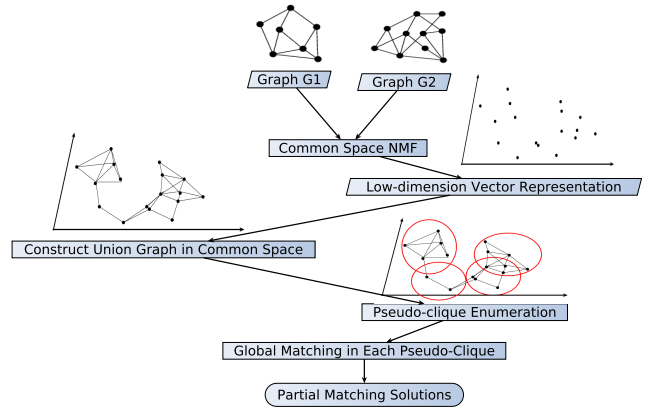 Graph G1
Graph G2
Common Space NMF
Low-dimension Vector Representation
Construct Union Graph in Common Space
Pseudo-clique Enumeration
Global Matching in Each Pseudo-Clique
Partial Matching Solutions